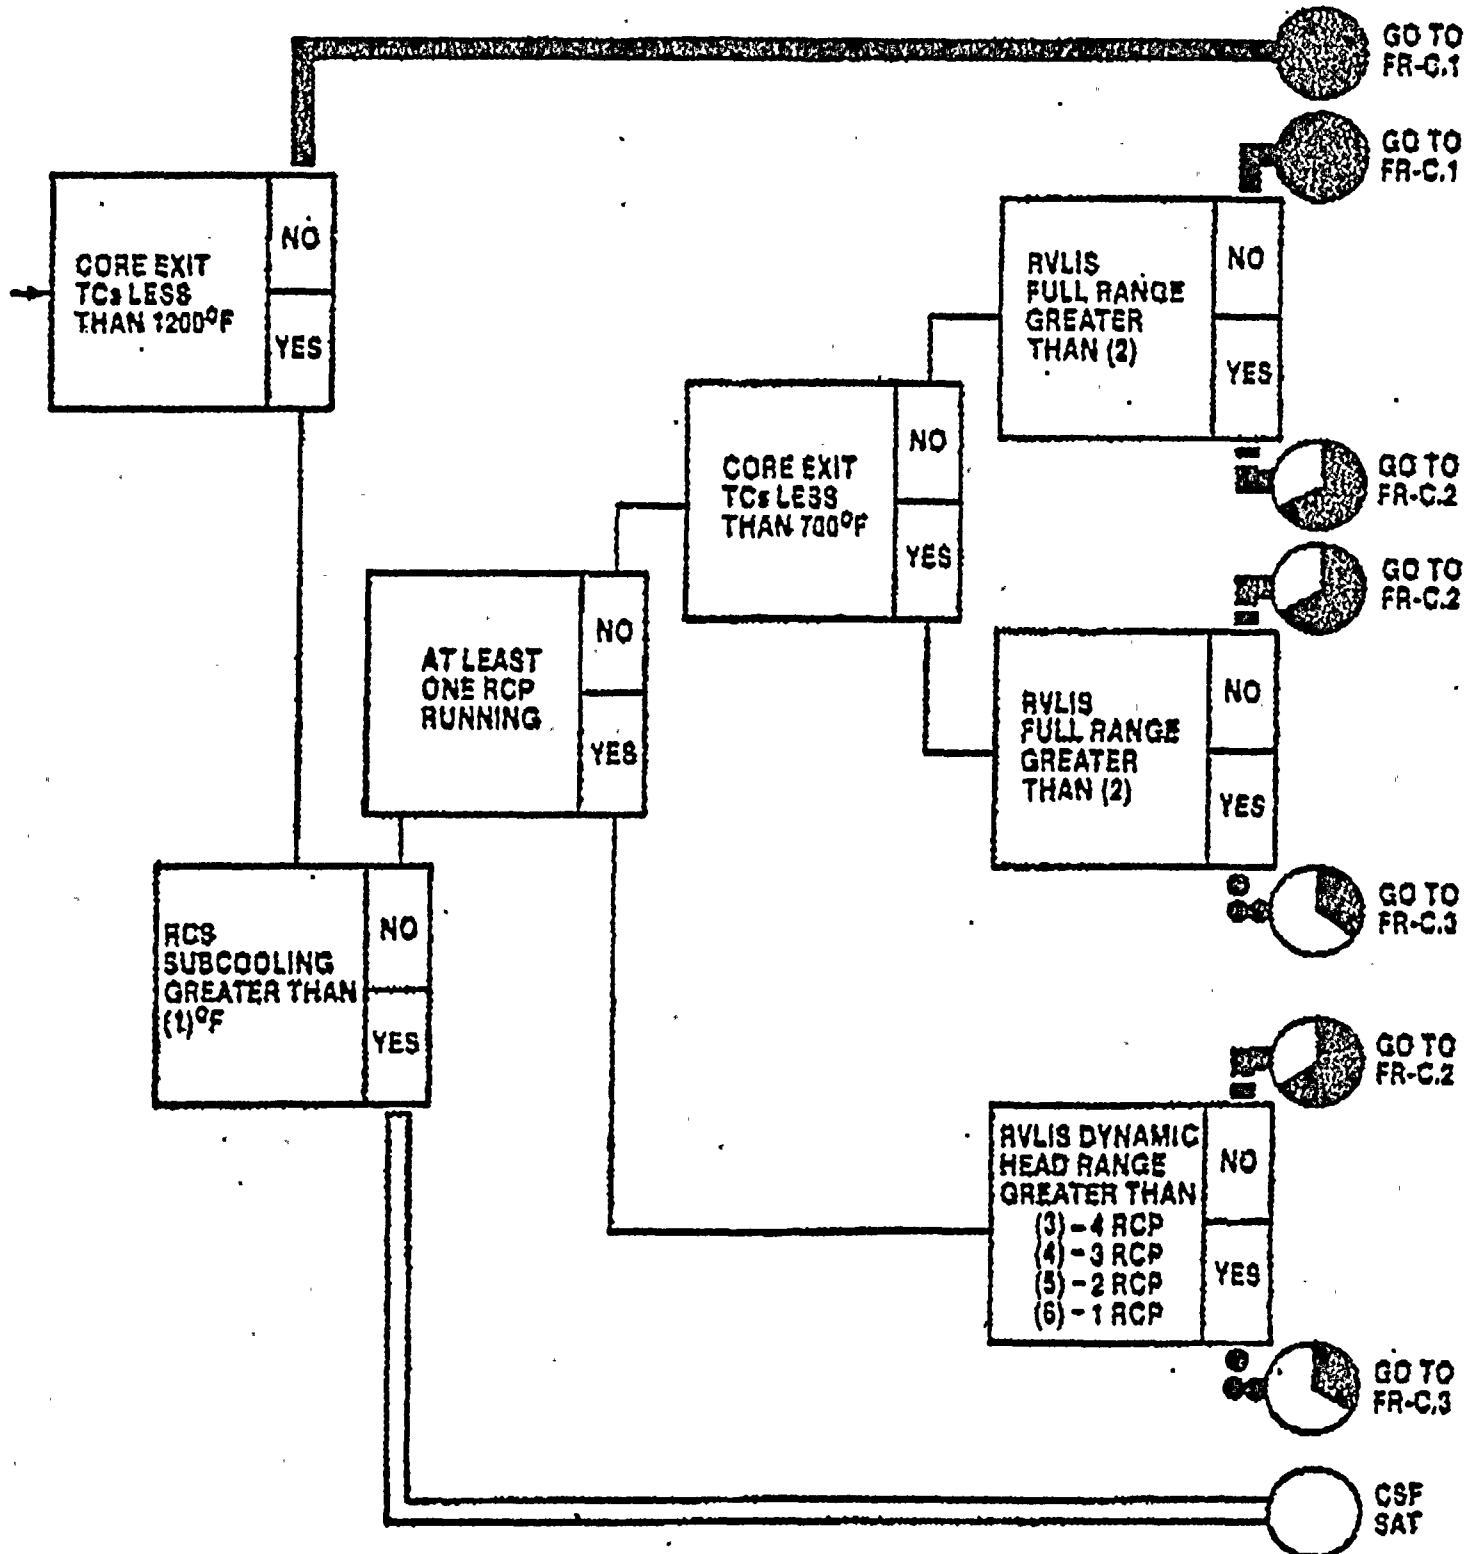 GO TO
FR-C.1
GO TO
FR-C.1
CORE EXIT
TCs LESS
THAN 1200°F
NO
YES
RVLIS
FULL RANGE
GREATER
THAN (2)
NO
YES
GO TO
FR-C.2
CORE EXIT
TCs LESS
THAN 700°F
NO
YES
GO TO
FR-C.2
AT LEAST
ONE RCP
RUNNING
NO
YES
RVLIS
FULL RANGE
GREATER
THAN (2)
NO
YES
GO TO
FR-C.3
RCS
SUBCOOLING
GREATER THAN
(1)°F
NO
YES
GO TO
FR-C.2
RVLIS DYNAMIC
HEAD RANGE
GREATER THAN
(3) - 4 RCP
(4) - 3 RCP
(5) - 2 RCP
(6) - 1 RCP
NO
YES
GO TO
FR-C.3
CSF
SAT